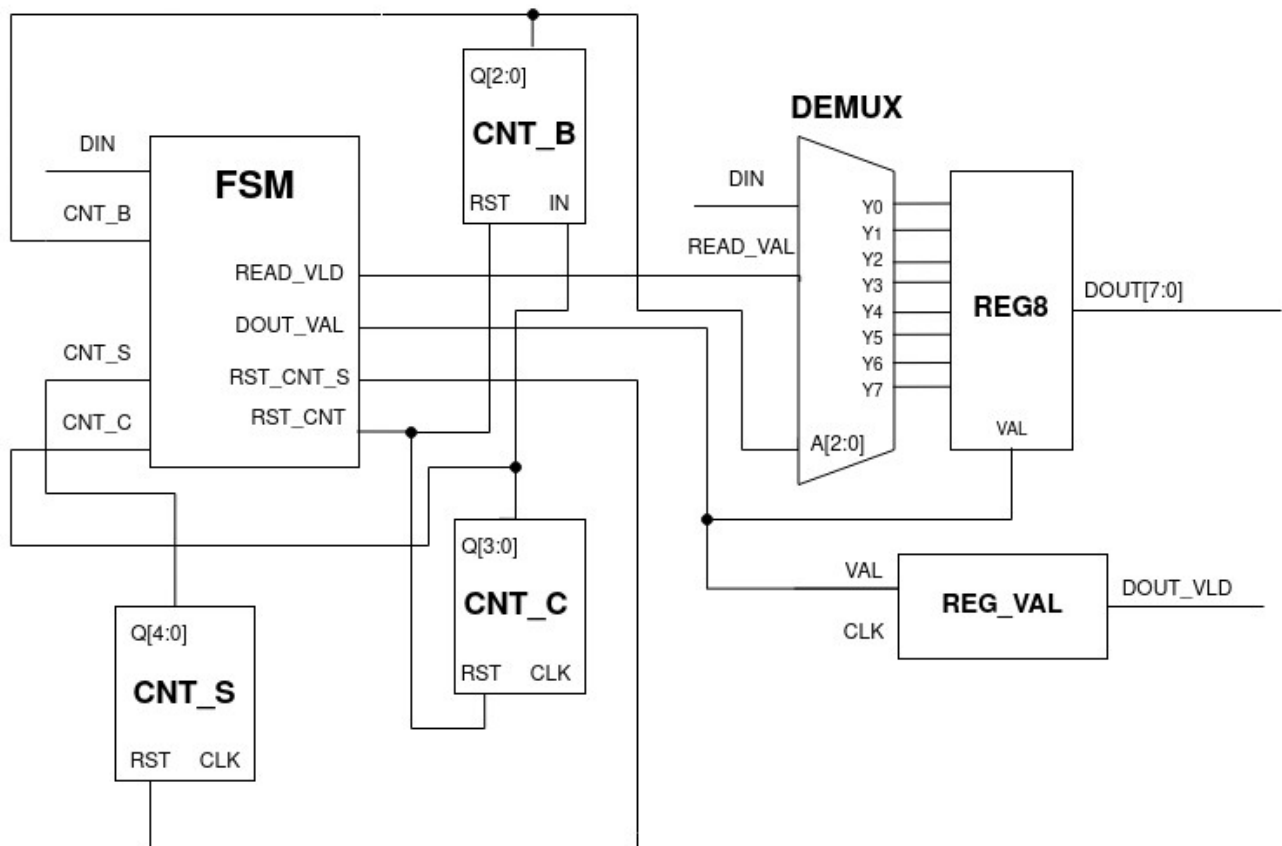 Q[2:0]
CNT_B
RST IN
DEMUX
DIN
CNT_B
FSM
READ_VLD
DOUT_VAL
RST_CNT_S
RST_CNT
CNT_S
CNT_C
DIN
READ_VAL
Y0
Y1
Y2
Y3
Y4
Y5
Y6
Y7
A[2:0]
REG8
VAL
DOUT[7:0]
Q[3:0]
CNT_C
RST CLK
VAL
CLK
REG_VAL
DOUT_VLD
Q[4:0]
CNT_S
RST CLK